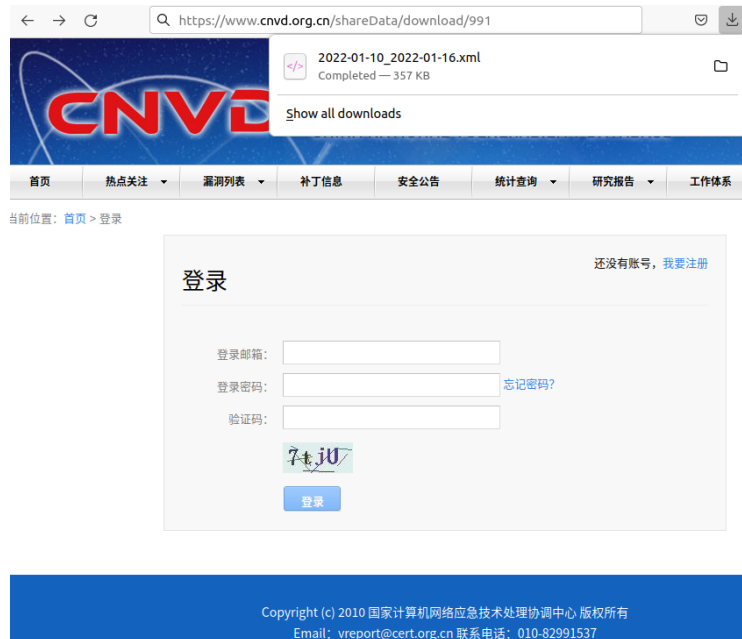 https://www.cnvd.org.cn/shareData/download/991
2022-01-10_2022-01-16.xml
Completed — 357 KB
Show all downloads
CNVD
首页 热点关注 漏洞列表 补丁信息 安全公告 统计查询 研究报告 工作体系
当前位置：首页 > 登录
还没有账号，我要注册
登录
登录邮箱：
登录密码： 忘记密码?
验证码：
7tjU
登录
Copyright (c) 2010 国家计算机网络应急技术处理协调中心 版权所有
Email：vreport@cert.org.cn 联系电话：010-82991537